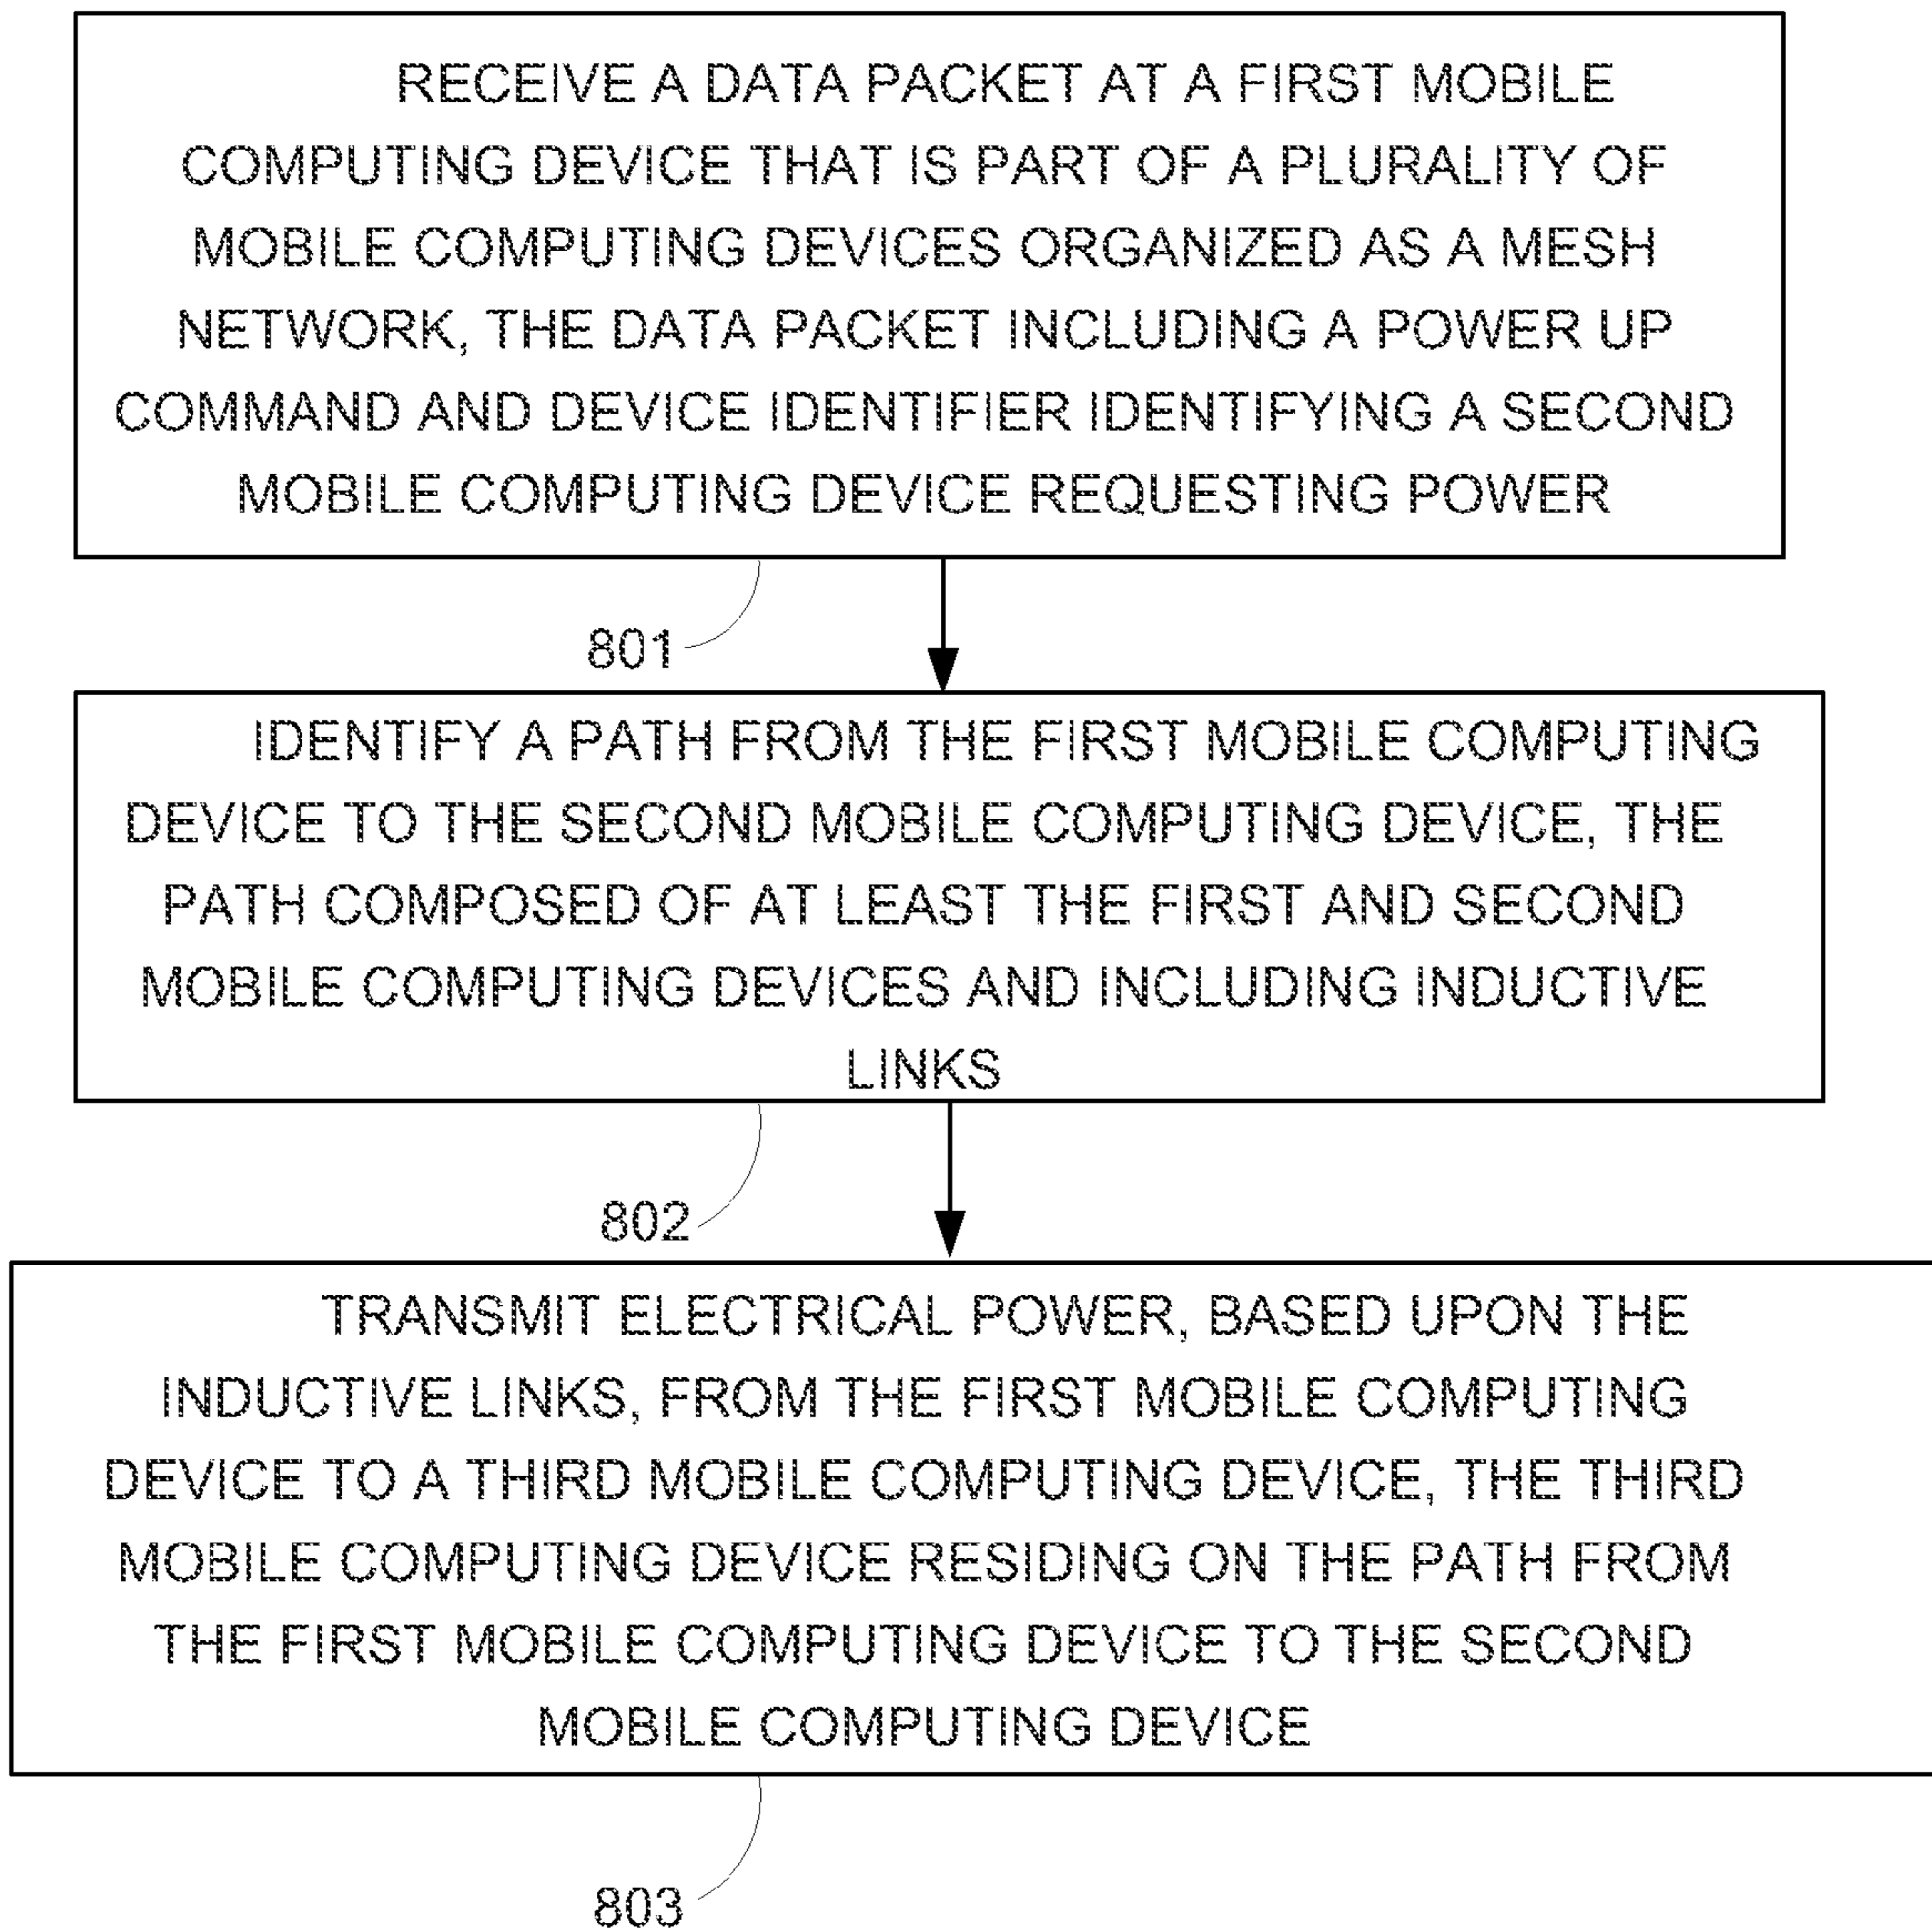 RECEIVE A DATA PACKET AT A FIRST MOBILE
COMPUTING DEVICE THAT IS PART OF A PLURALITY OF
MOBILE COMPUTING DEVICES ORGANIZED AS A MESH
NETWORK, THE DATA PACKET INCLUDING A POWER UP
COMMAND AND DEVICE IDENTIFIER IDENTIFYING A SECOND
MOBILE COMPUTING DEVICE REQUESTING POWER
801
IDENTIFY A PATH FROM THE FIRST MOBILE COMPUTING
DEVICE TO THE SECOND MOBILE COMPUTING DEVICE, THE
PATH COMPOSED OF AT LEAST THE FIRST AND SECOND
MOBILE COMPUTING DEVICES AND INCLUDING INDUCTIVE
LINKS
802
TRANSMIT ELECTRICAL POWER, BASED UPON THE
INDUCTIVE LINKS, FROM THE FIRST MOBILE COMPUTING
DEVICE TO A THIRD MOBILE COMPUTING DEVICE, THE THIRD
MOBILE COMPUTING DEVICE RESIDING ON THE PATH FROM
THE FIRST MOBILE COMPUTING DEVICE TO THE SECOND
MOBILE COMPUTING DEVICE
803